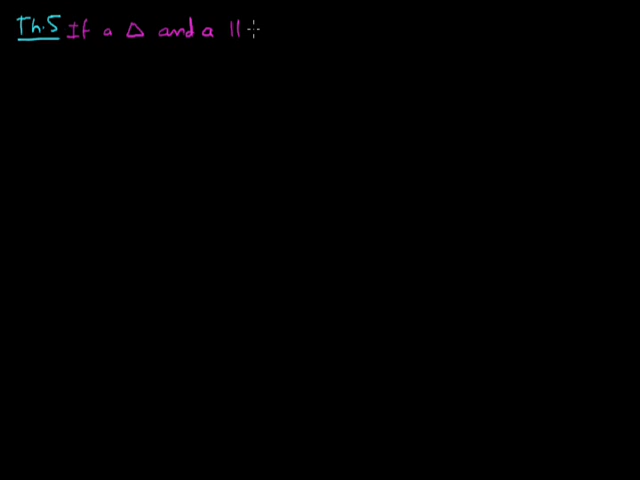 Th.5 If a △ and a ||